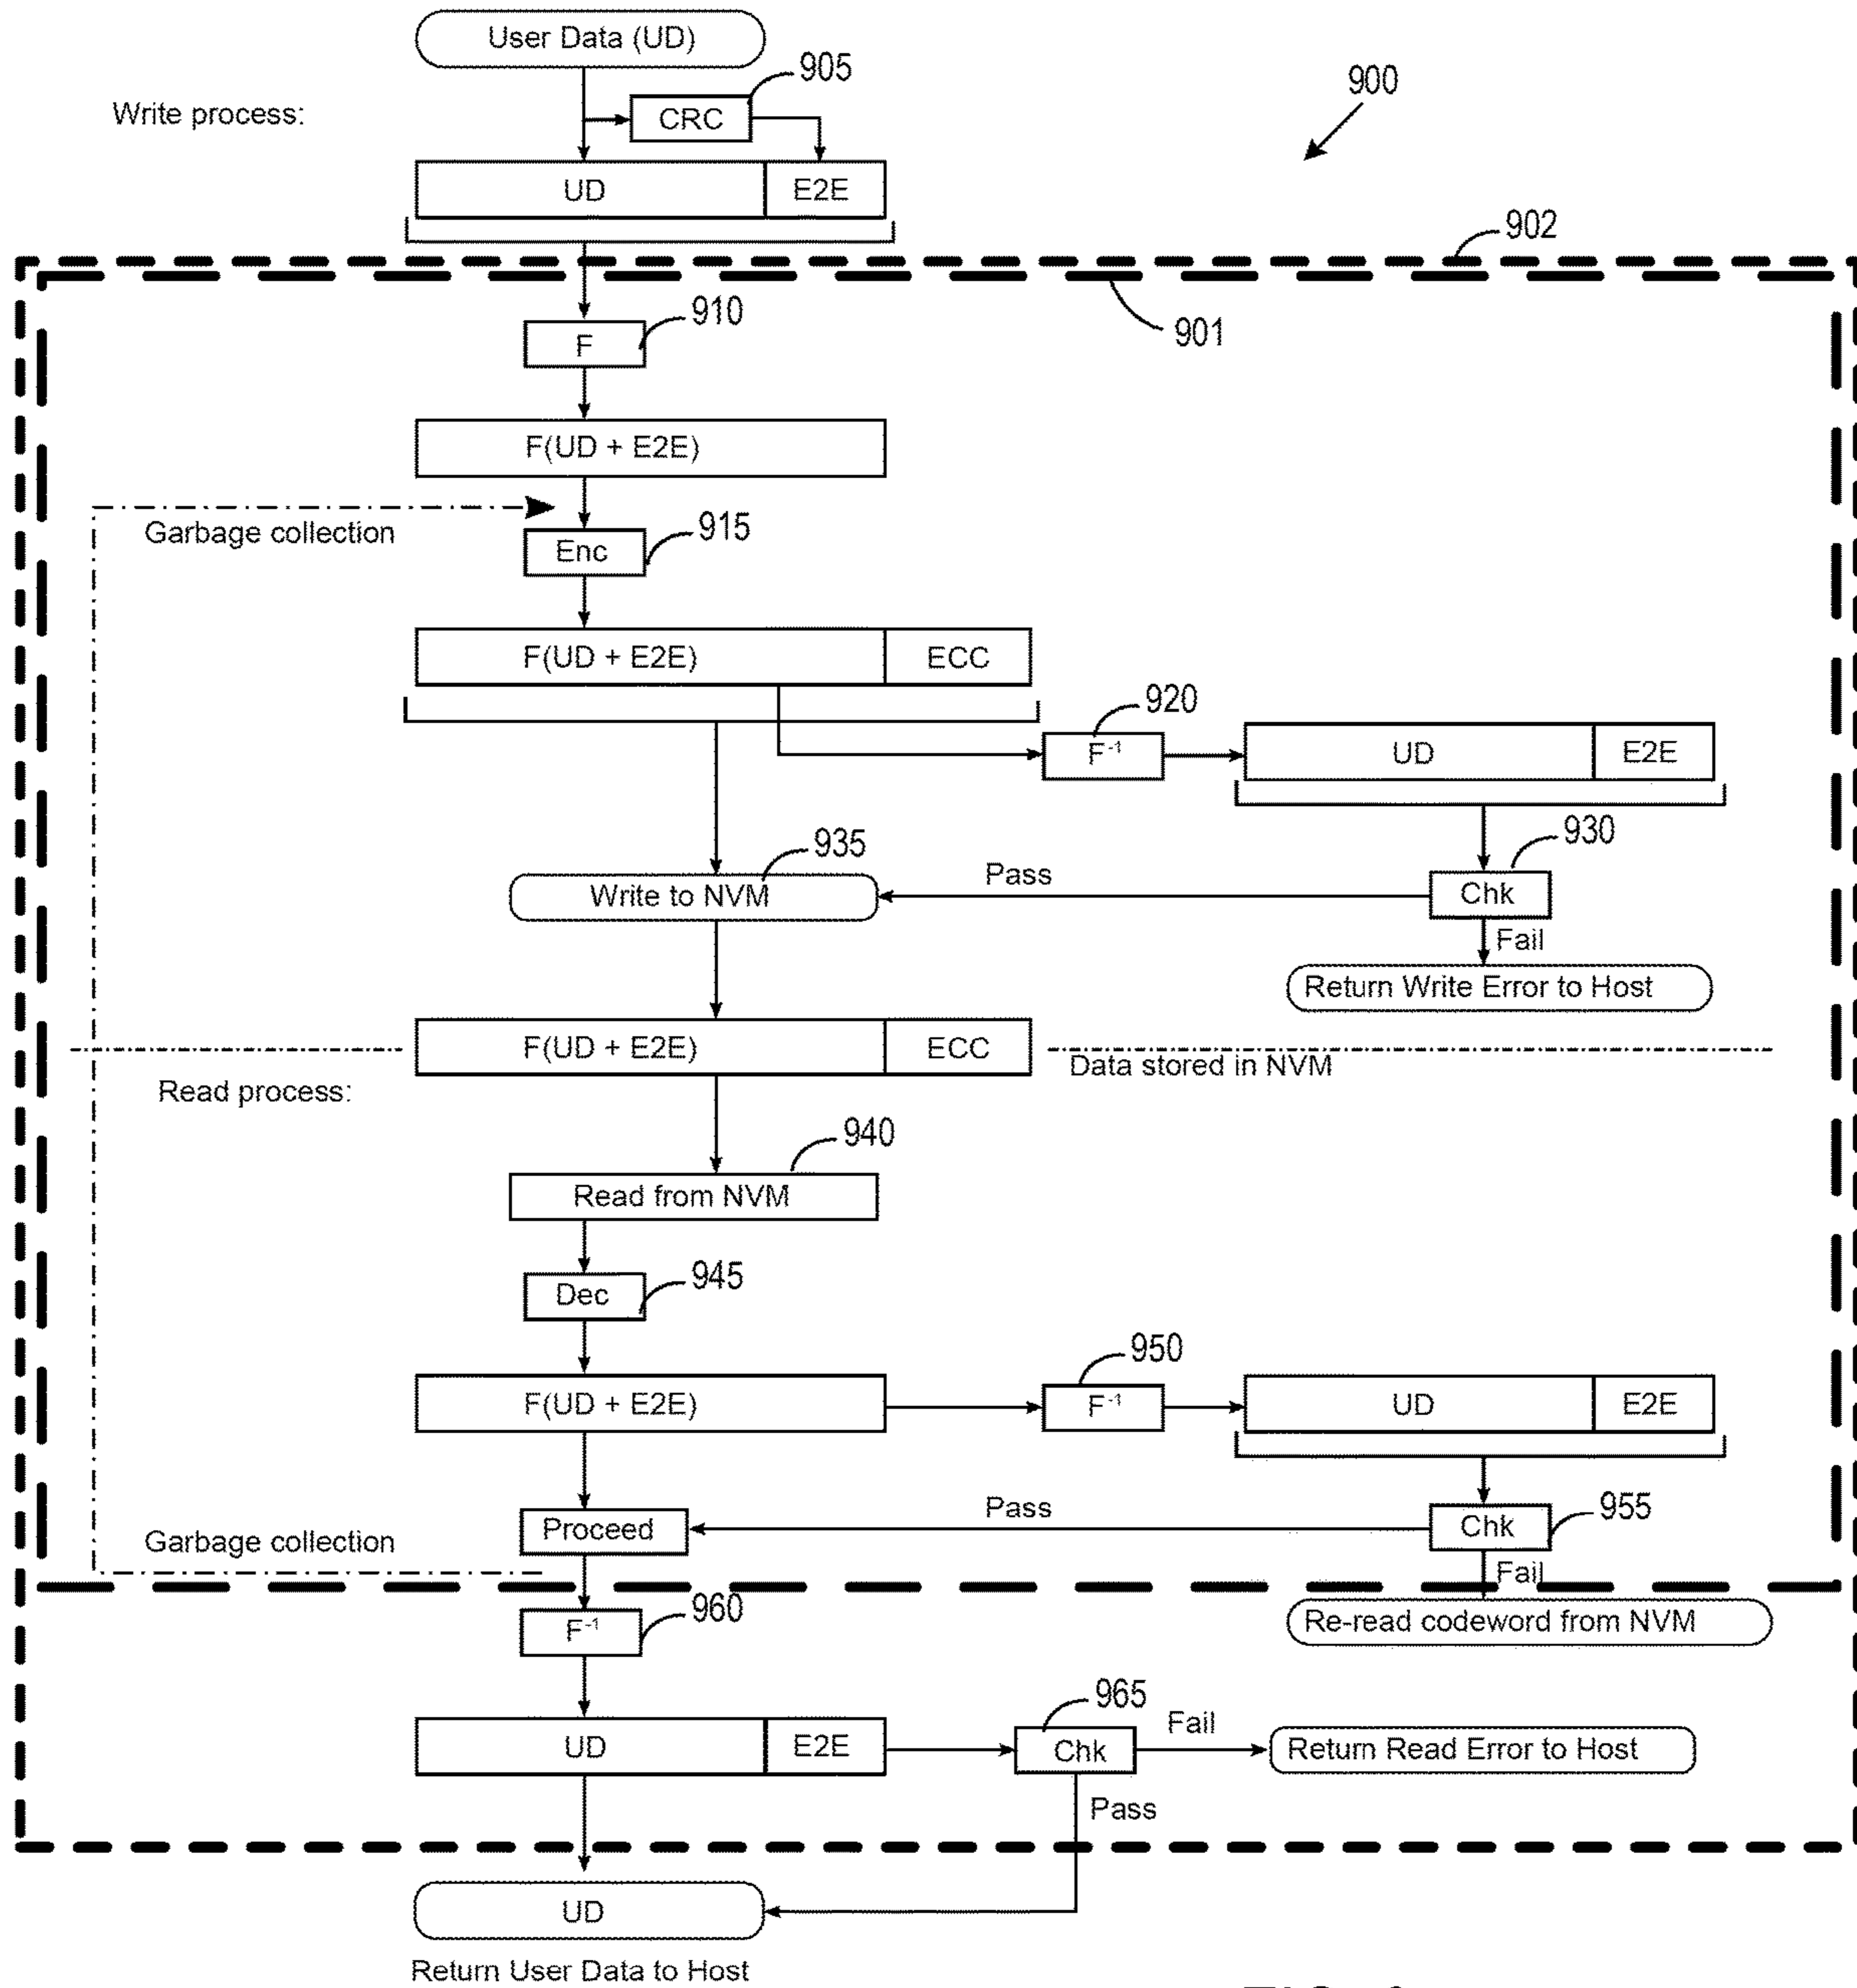 User Data (UD)
905
900
Write process:
CRC
UD
E2E
902
901
910
F
F(UD + E2E)
Garbage collection
915
Enc
F(UD + E2E)
ECC
920
F-1
UD
E2E
935
930
Write to NVM
Pass
Chk
Fail
Return Write Error to Host
F(UD + E2E)
ECC
Data stored in NVM
Read process:
940
Read from NVM
945
Dec
950
F(UD + E2E)
F-1
UD
E2E
955
Pass
Proceed
Chk
Garbage collection
Fail
960
F-1
Re-read codeword from NVM
965
UD
E2E
Chk
Fail
Return Read Error to Host
Pass
UD
Return User Data to Host